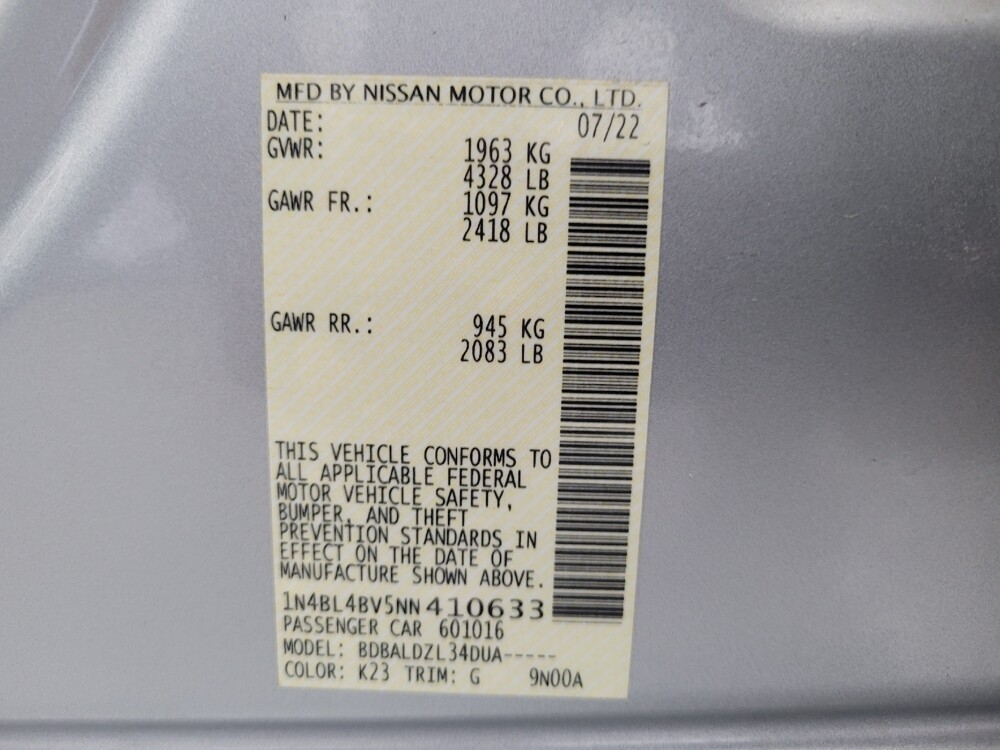 MFD BY NISSAN MOTOR CO., LTD.
DATE: 07/22
GVWR: 1963 KG
4328 LB
GAWR FR.: 1097 KG
2418 LB
GAWR RR.: 945 KG
2083 LB
THIS VEHICLE CONFORMS TO
ALL APPLICABLE FEDERAL
MOTOR VEHICLE SAFETY,
BUMPER, AND THEFT
PREVENTION STANDARDS IN
EFFECT ON THE DATE OF
MANUFACTURE SHOWN ABOVE.
1N4BL4BV5NN410633
PASSENGER CAR 601016
MODEL: BDBALDZL34DUA-----
COLOR: K23 TRIM: G 9N00A